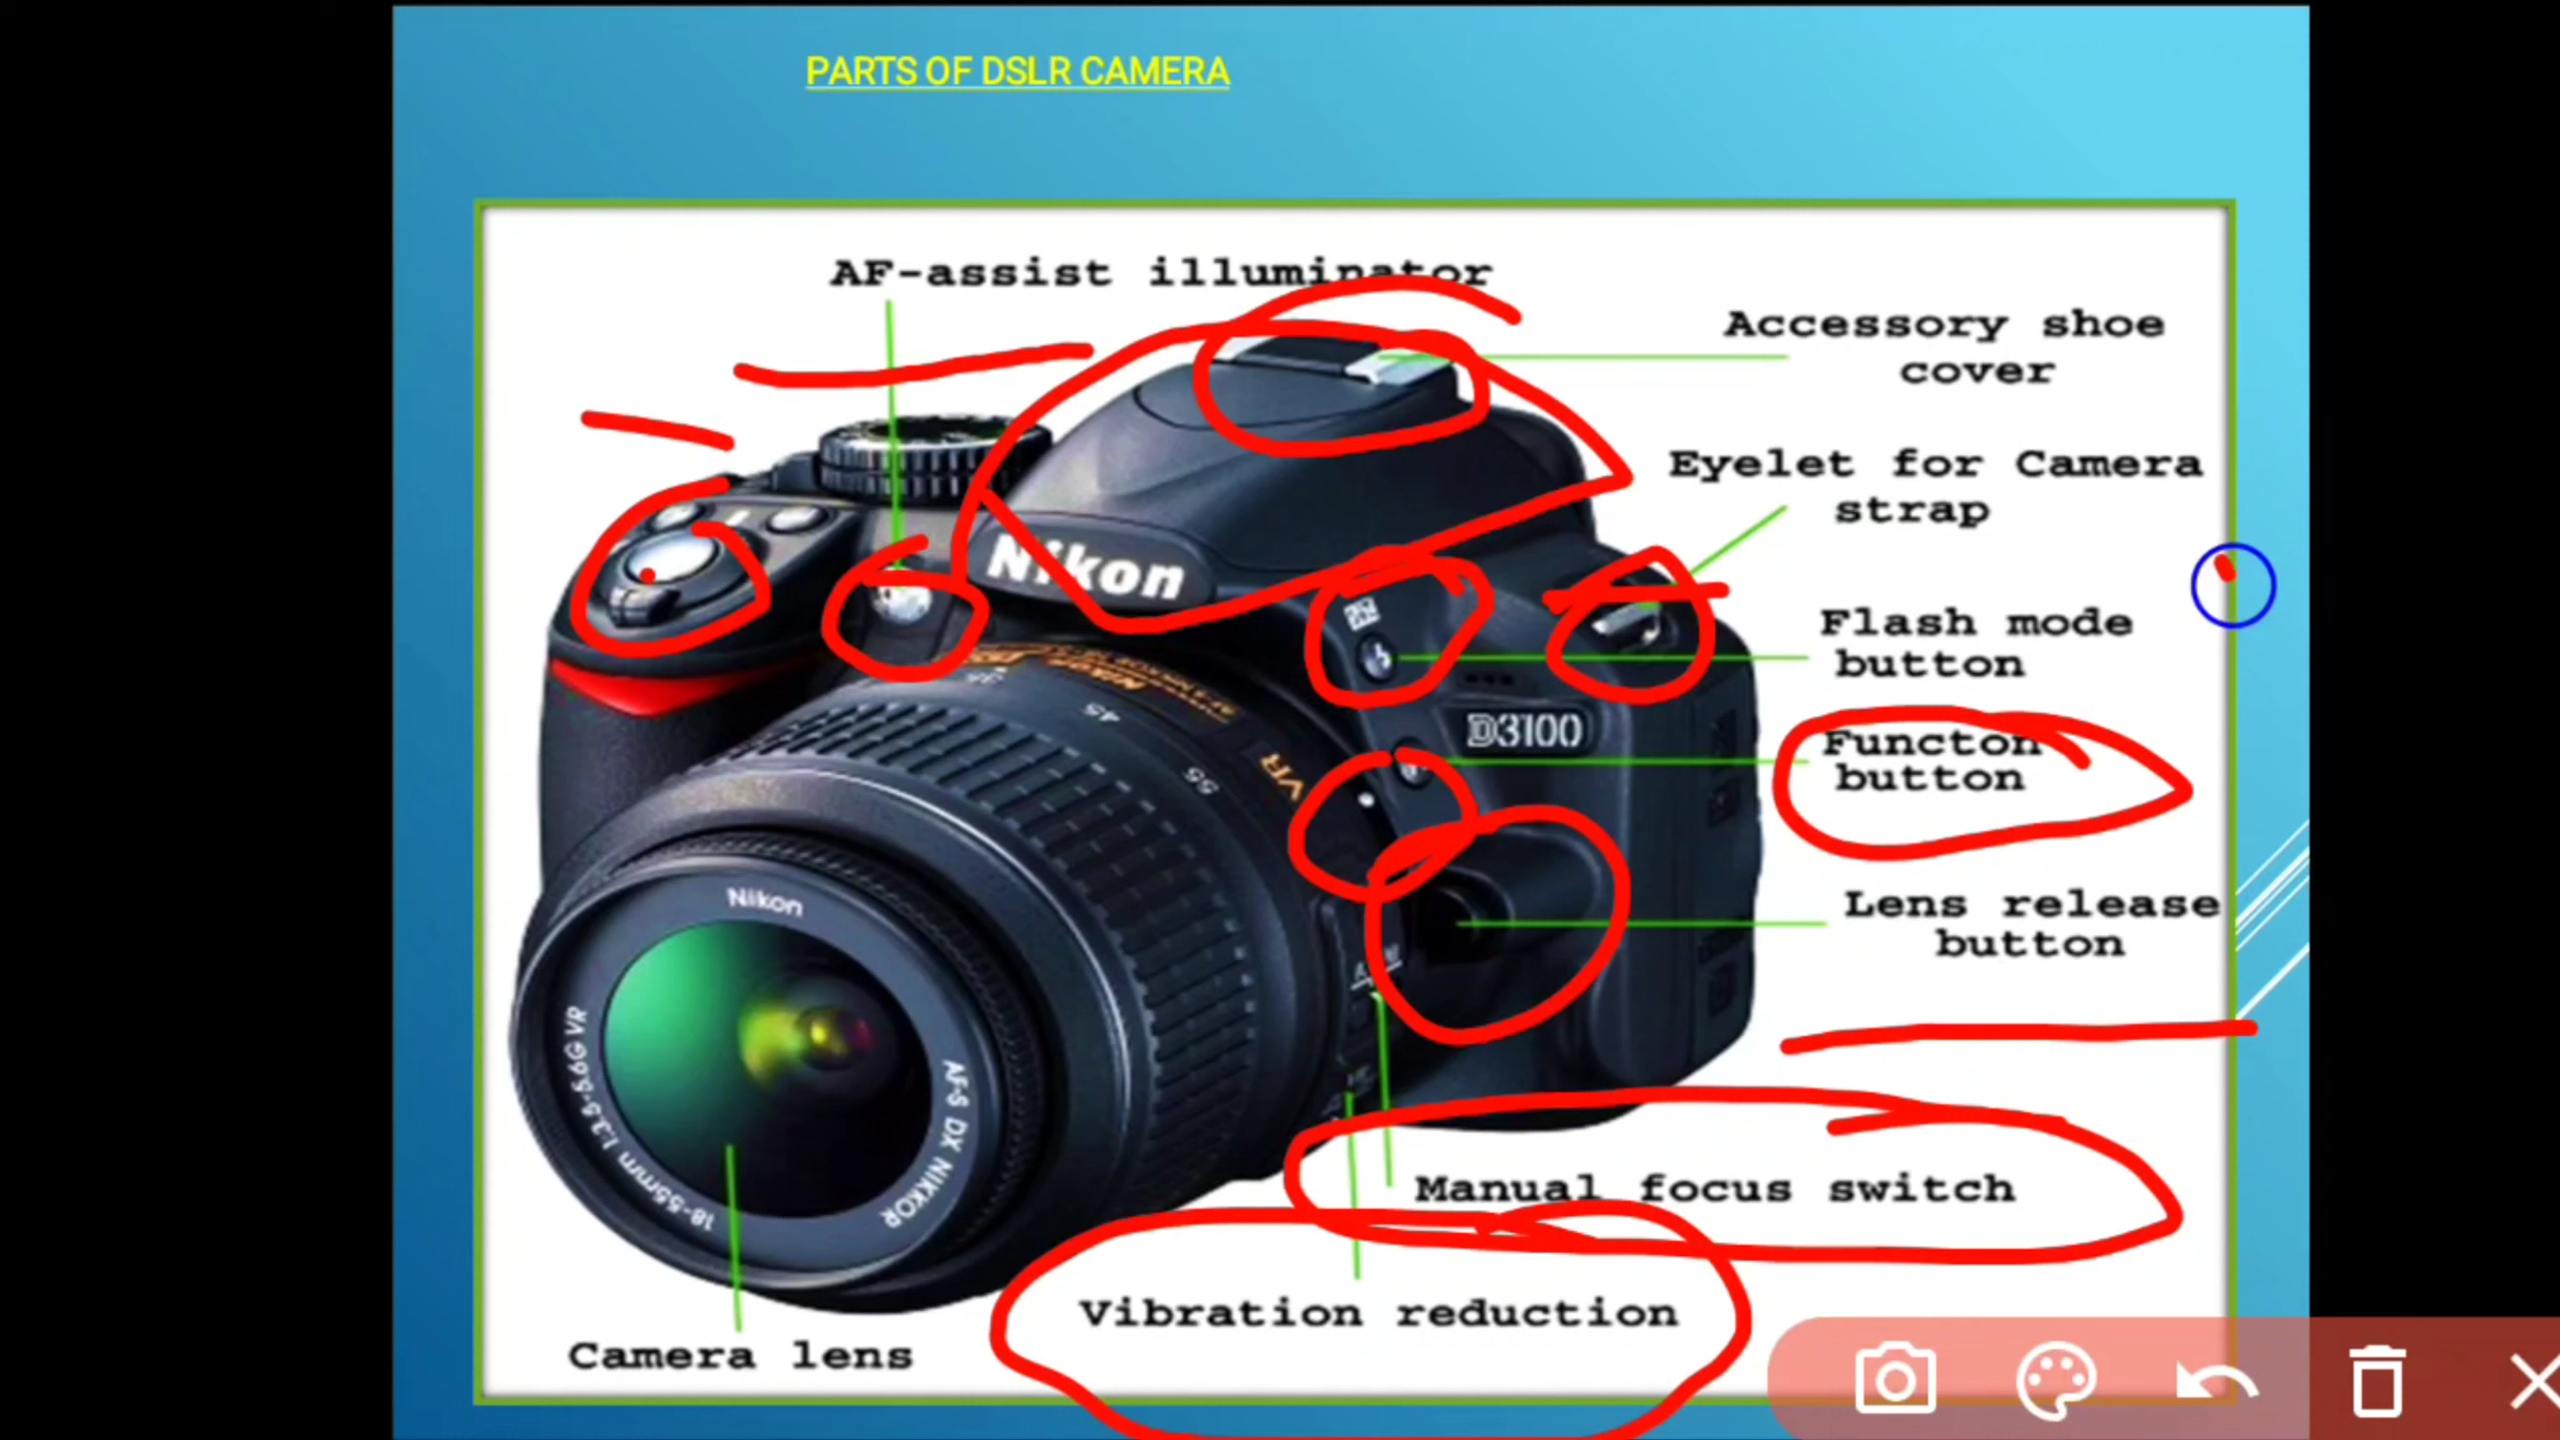 PARTS OF DSLR CAMERA
AF-assist illuminator
Accessory shoe
cover
Eyelet for Camera
strap
Nikon
Flash mode
button
D3100
Functon
button
45
55
VR
Nikon
Lens release
button
18-55mm 1:3.5-5.6G VR
AF-S DX NIKKOR
Manual focus switch
Vibration reduction
Camera lens